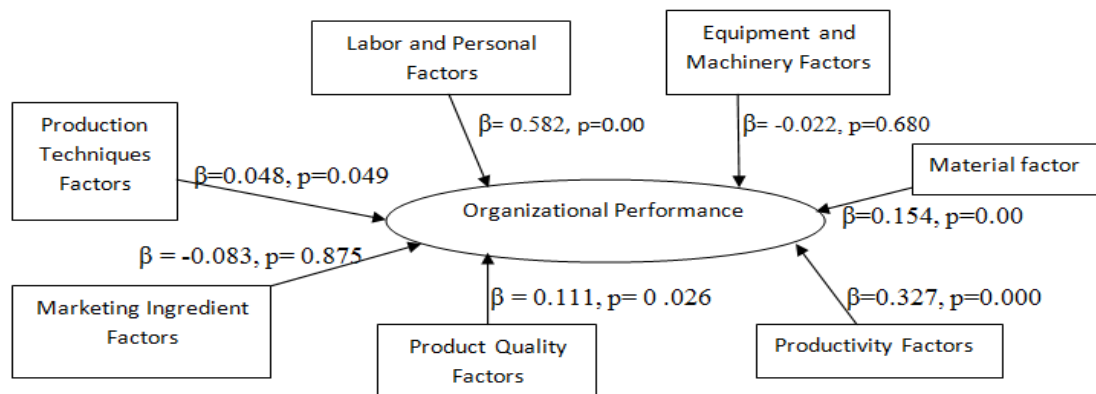 Labor and Personal
Factors
Equipment and
Machinery Factors
Production
Techniques
Factors
β= 0.582, p=0.00
β= -0.022, p=0.680
Material factor
β=0.048, p=0.049
Organizational Performance
β=0.154, p=0.00
β = -0.083, p= 0.875
Marketing Ingredient
Factors
β = 0.111, p= 0 .026
β=0.327, p=0.000
Product Quality
Factors
Productivity Factors